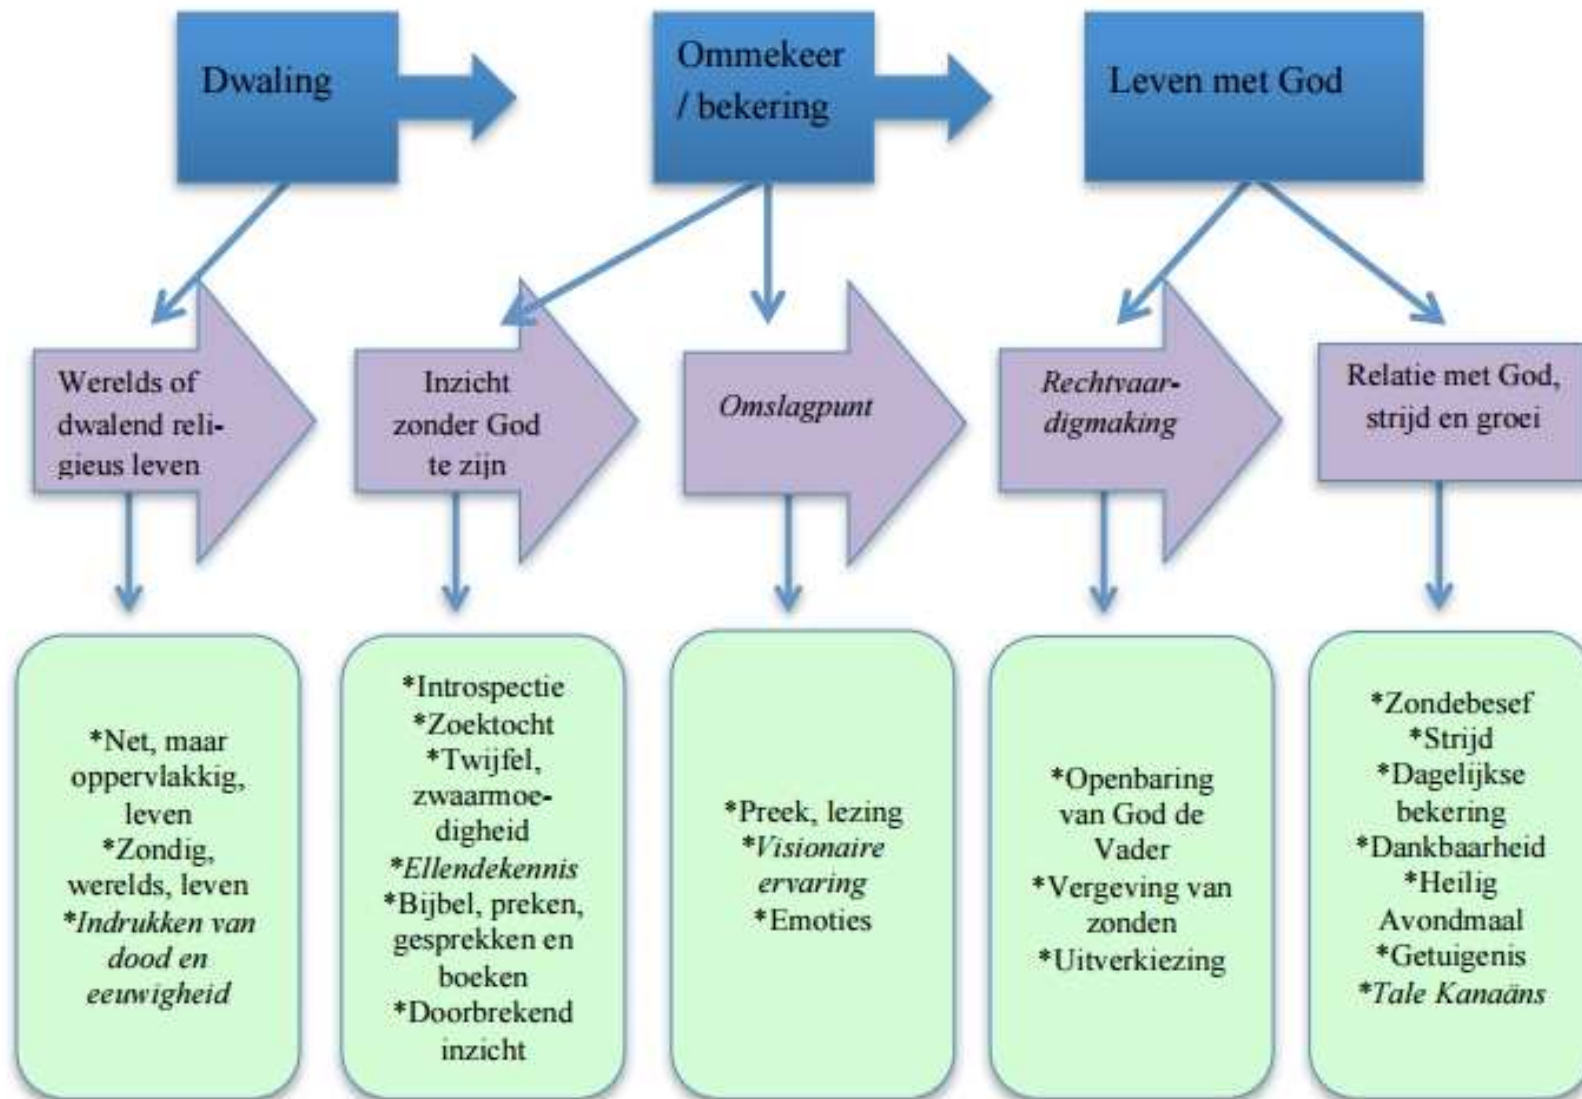 Dwaling
Ommekeer
/ bekering
Leven met God
Werelds of
dwalend reli-
gieus leven
Inzicht
zonder God
te zijn
Omslagpunt
Rechtvaar-
digmaking
Relatie met God,
strijd en groei
*Net, maar
oppervlakkig,
leven
*Zondig,
werelds, leven
*Indrukken van
dood en
eeuwigheid
*Introspectie
*Zoektocht
*Twijfel,
zwaarmoe-
digheid
*Ellendekennis
*Bijbel, preken,
gesprekken en
boeken
*Doorbrekend
inzicht
*Preek, lezing
*Visionaire
ervaring
*Emoties
*Openbaring
van God de
Vader
*Vergeving van
zonden
*Uitverkiezing
*Zondebesef
*Strijd
*Dagelijkse
bekering
*Dankbaarheid
*Heilig
Avondmaal
*Getuigenis
*Tale Kanaäns